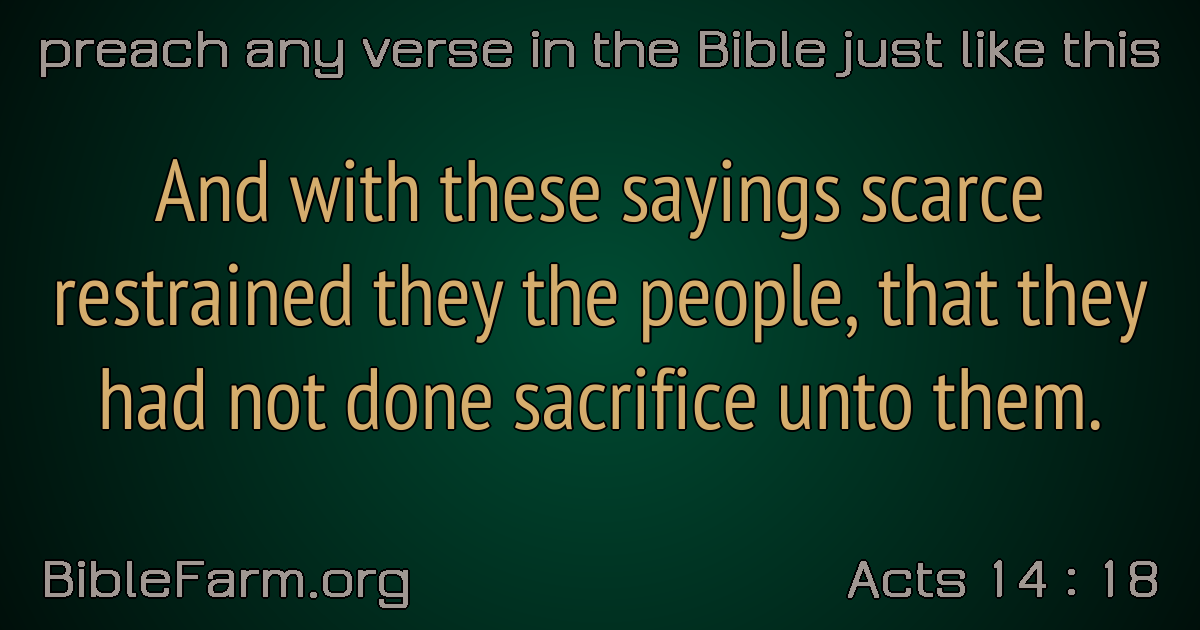 preach any verse in the Bible just like this
And with these sayings scarce
restrained they the people, that they
had not done sacrifice unto them.
BibleFarm.org
Acts 14 : 18